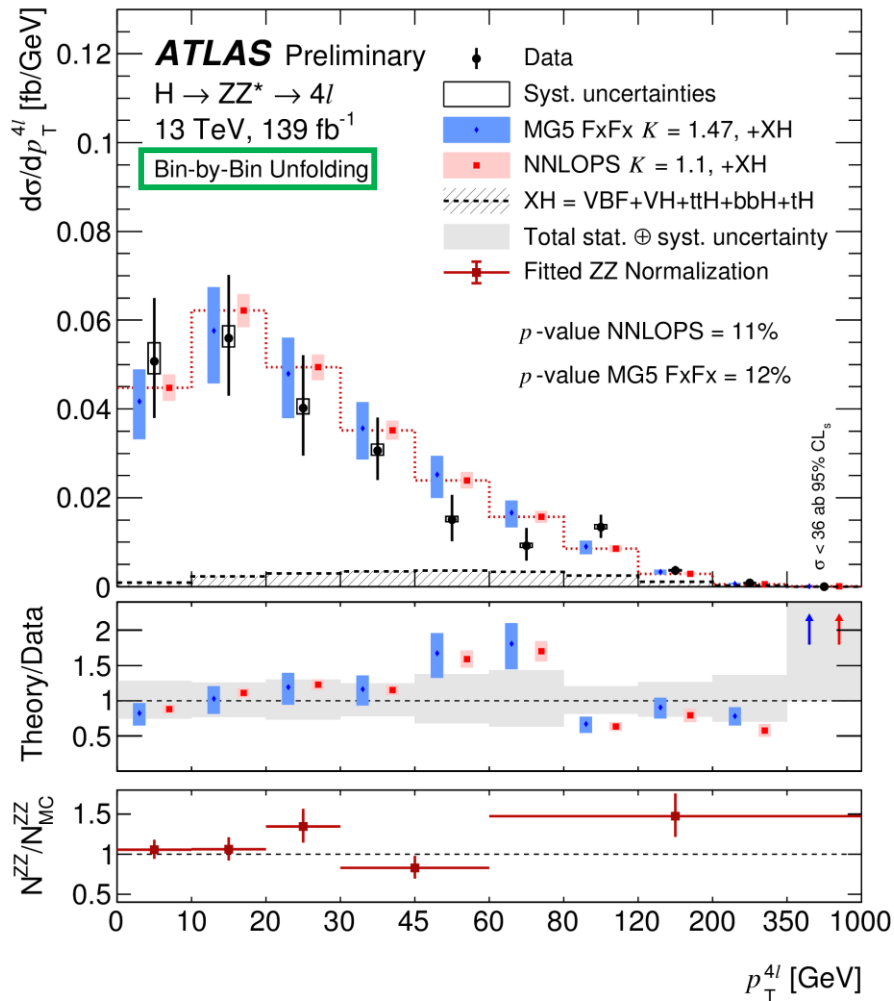 ATLAS Preliminary
H → ZZ* → 4l
13 TeV, 139 fb⁻¹
Bin-by-Bin Unfolding
Data
Syst. uncertainties
MG5 FxFx K = 1.47, +XH
NNLOPS K = 1.1, +XH
XH = VBF+VH+ttH+bbH+tH
Total stat. ⊕ syst. uncertainty
Fitted ZZ Normalization
p-value NNLOPS = 11%
p-value MG5 FxFx = 12%
σ < 36 ab 95% CLₛ
dσ/dp_T^{4l} [fb/GeV]
0.12
0.1
0.08
0.06
0.04
0.02
0
Theory/Data
2
1.5
1
0.5
N^{ZZ}/N^{ZZ}_{MC}
1.5
1
0.5
0 10 20 30 45 60 80 120 200 350 1000
p_T^{4l} [GeV]